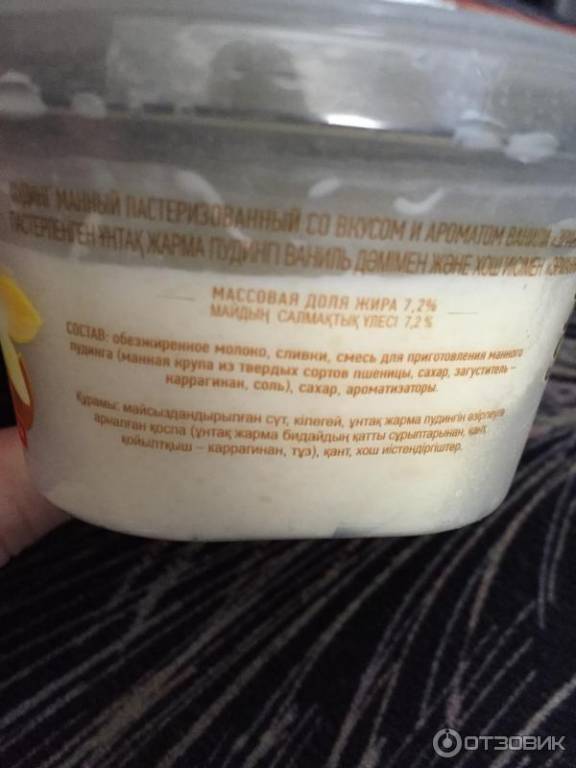 ПУДИНГ МАННЫЙ ПАСТЕРИЗОВАННЫЙ СО ВКУСОМ И АРОМАТОМ ВАНИЛИ
ПАСТЕРЛЕНГЕН ҰНТАҚ ЖАРМА ПУДИНГІ ВАНИЛЬ ДӘМІМЕН ЖӘНЕ ХОШ ИІСІМЕН
МАССОВАЯ ДОЛЯ ЖИРА 7,2%
МАЙДЫҢ САЛМАҚТЫҚ ҮЛЕСІ 7,2 %
СОСТАВ: обезжиренное молоко, сливки, смесь для приготовления манного
пудинга (манная крупа из твердых сортов пшеницы, сахар, загуститель –
каррагинан, соль), сахар, ароматизаторы.
Құрамы: майсыздандырылған сүт, кілегей, ұнтақ жарма пудингін әзірлеуге
арналған қоспа (ұнтақ жарма бидайдың қатты сұрыптарынан, қант,
қойылтқыш – каррагинан, тұз), қант, хош иістендіргіштер.
ОТЗОВИК